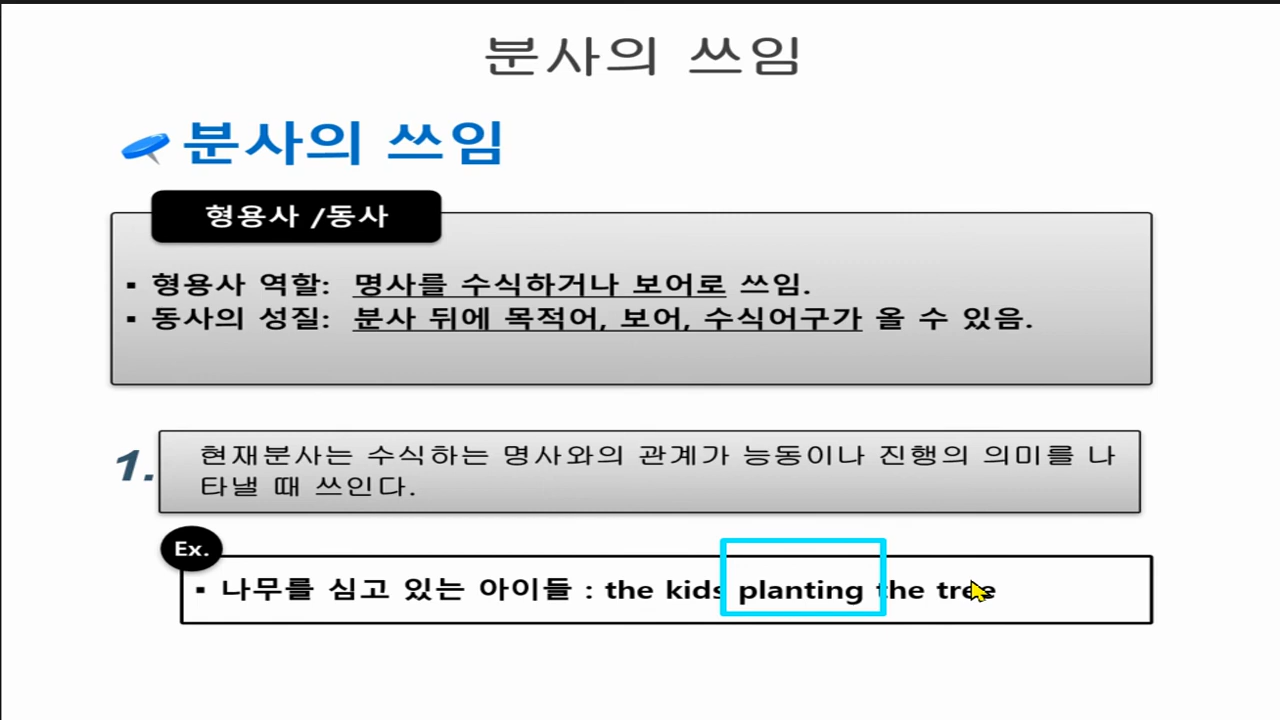 분사의 쓰임
분사의 쓰임
형용사 /동사
▪ 형용사 역할: 명사를 수식하거나 보어로 쓰임.
▪ 동사의 성질: 분사 뒤에 목적어, 보어, 수식어구가 올 수 있음.
1.
현재분사는 수식하는 명사와의 관계가 능동이나 진행의 의미를 나
타낼 때 쓰인다.
Ex.
▪ 나무를 심고 있는 아이들 : the kids planting the tree